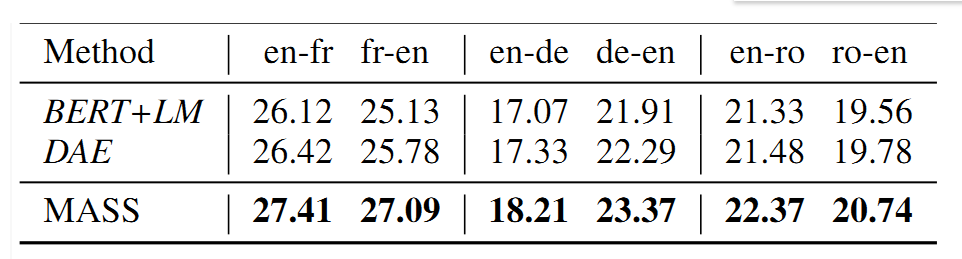 Method en-fr fr-en en-de de-en en-ro ro-en
BERT+LM 26.12 25.13 17.07 21.91 21.33 19.56
DAE 26.42 25.78 17.33 22.29 21.48 19.78
MASS 27.41 27.09 18.21 23.37 22.37 20.74